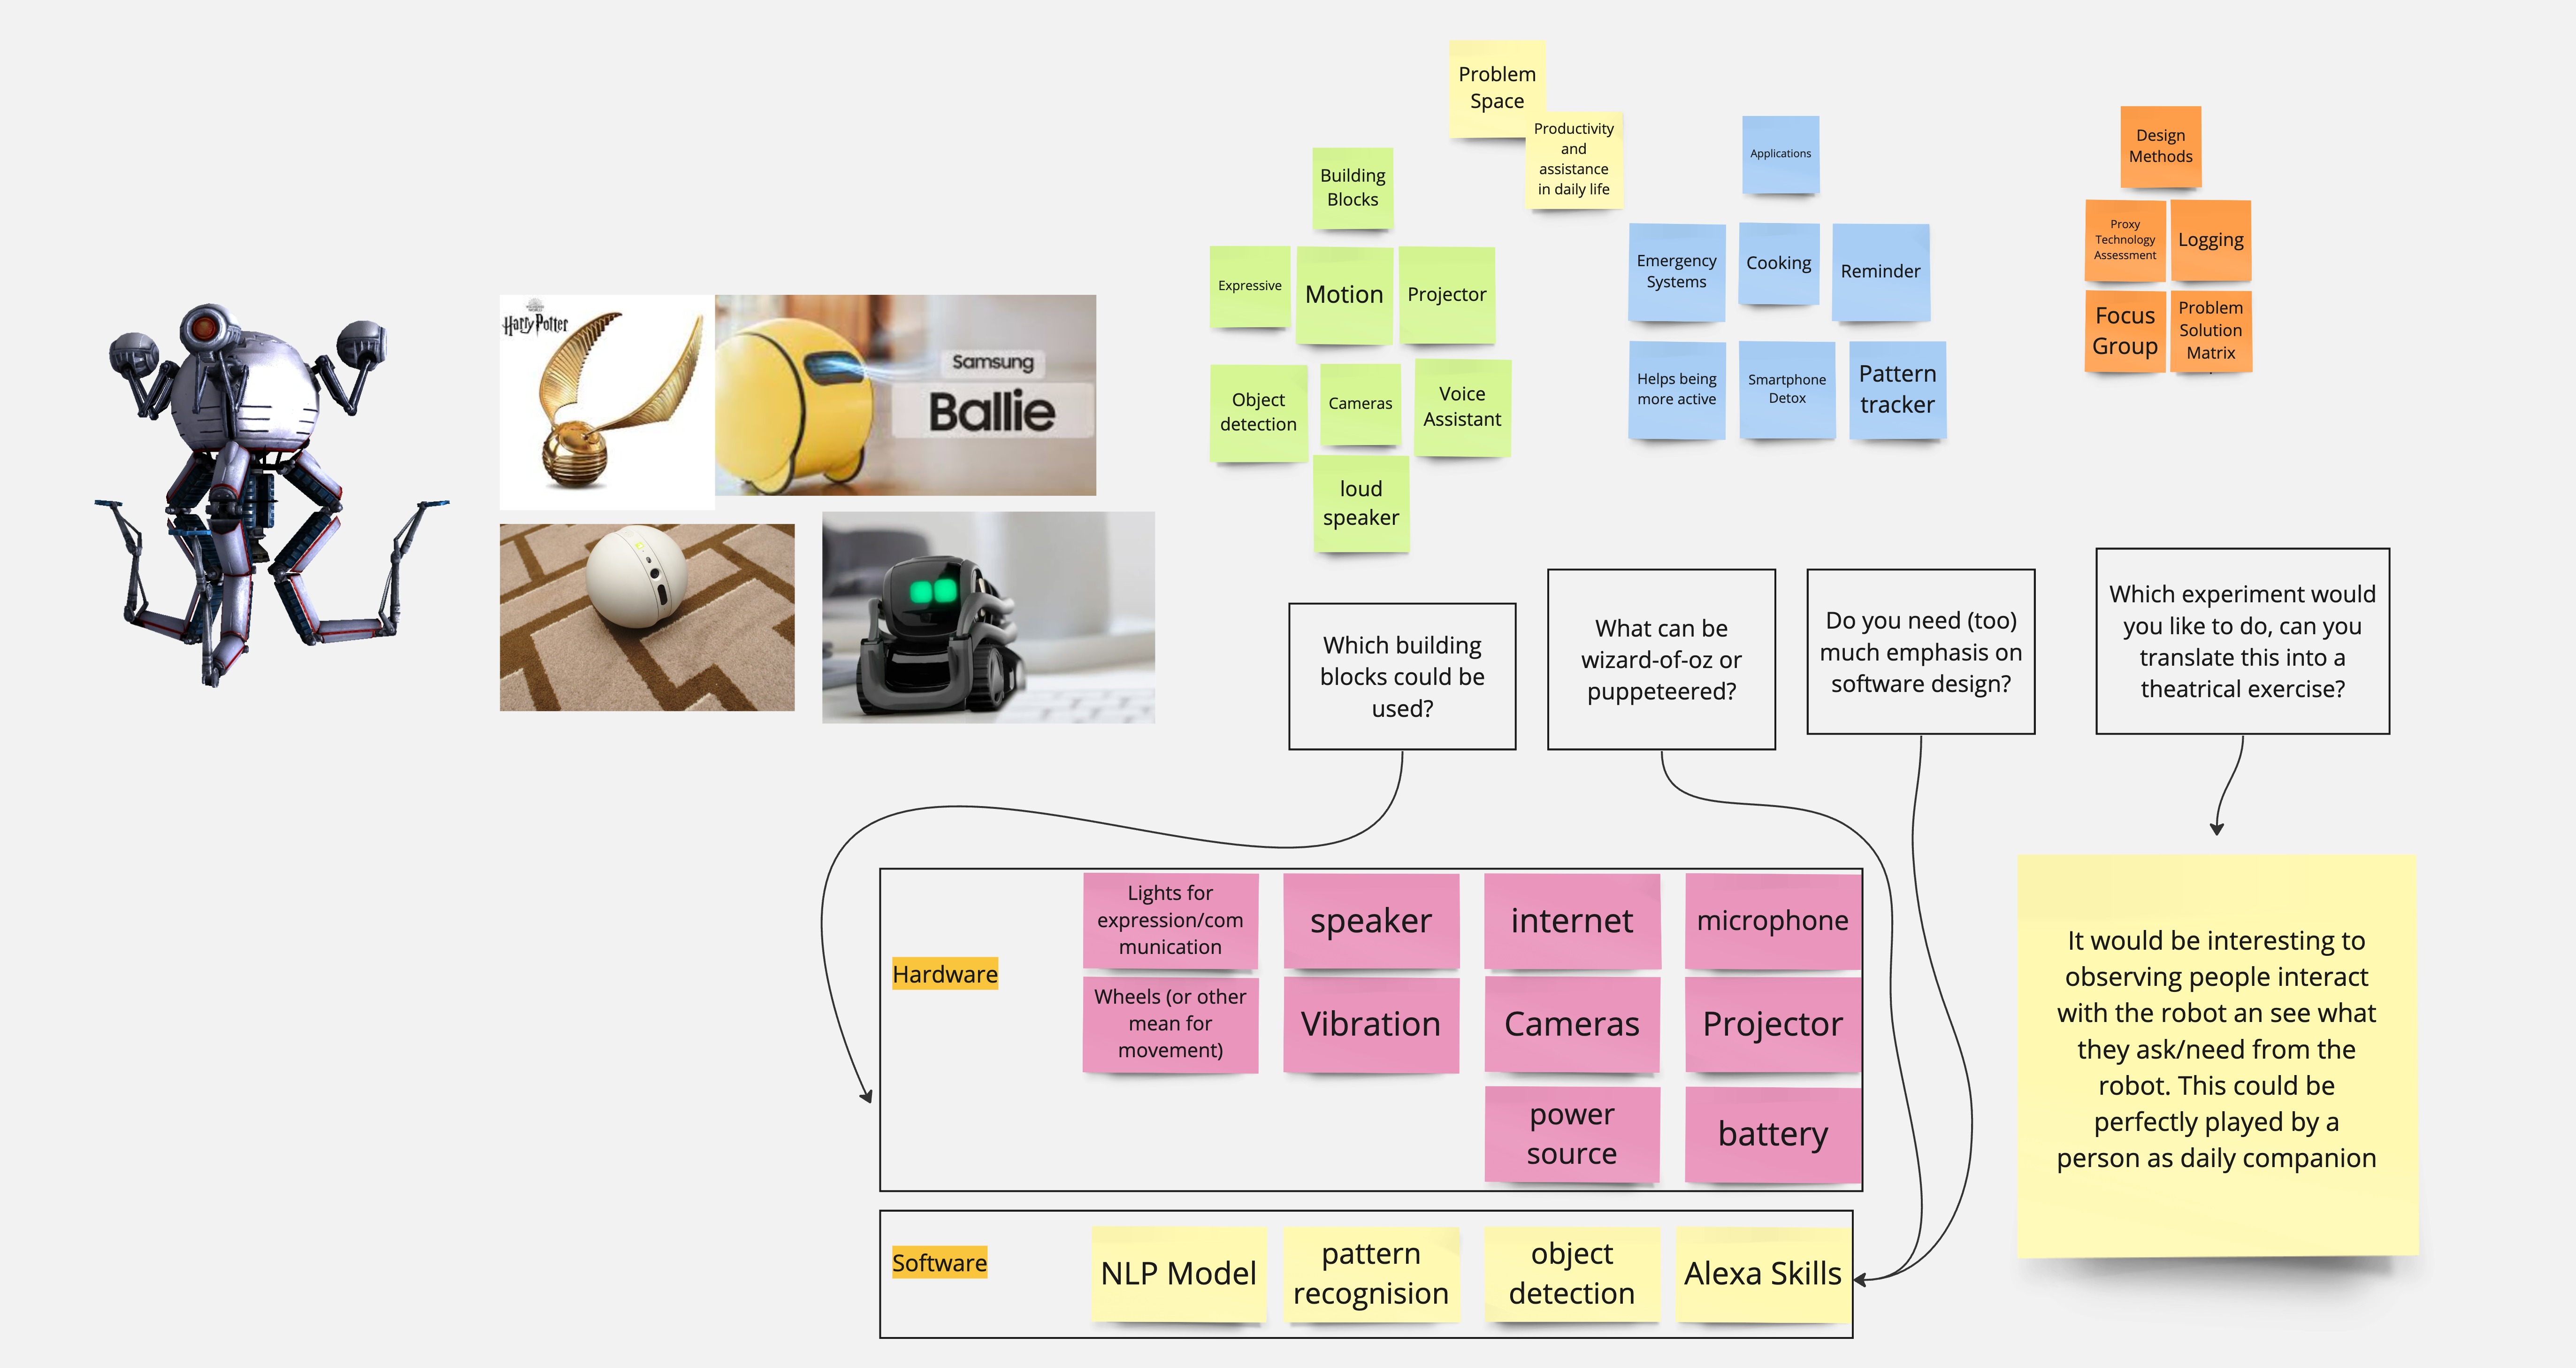 Problem
Space
Productivity
and
assistance
in daily life
Building
Blocks
Expressive
Motion
Projector
Object
detection
Cameras
Voice
Assistant
loud
speaker
Applications
Emergency
Systems
Cooking
Reminder
Helps being
more active
Smartphone
Detox
Pattern
tracker
Design
Methods
Proxy
Technology
Assessment
Logging
Focus
Group
Problem
Solution
Matrix
Harry Potter
Samsung
Ballie
Which building
blocks could be
used?
What can be
wizard-of-oz or
puppeteered?
Do you need (too)
much emphasis on
software design?
Which experiment would
you like to do, can you
translate this into a
theatrical exercise?
Hardware
Lights for
expression/com
munication
speaker
internet
microphone
Wheels (or other
mean for
movement)
Vibration
Cameras
Projector
power
source
battery
Software
NLP Model
pattern
recognision
object
detection
Alexa Skills
It would be interesting to
observing people interact
with the robot an see what
they ask/need from the
robot. This could be
perfectly played by a
person as daily companion